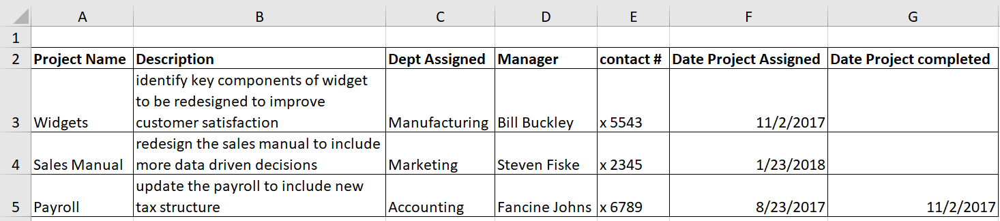 A B C D E F G
1
2 Project Name Description Dept Assigned Manager contact # Date Project Assigned Date Project completed
identify key components of widget
to be redesigned to improve
3 Widgets customer satisfaction Manufacturing Bill Buckley x 5543 11/2/2017
redesign the sales manual to include
4 Sales Manual more data driven decisions Marketing Steven Fiske x 2345 1/23/2018
update the payroll to include new
5 Payroll tax structure Accounting Fancine Johns x 6789 8/23/2017 11/2/2017